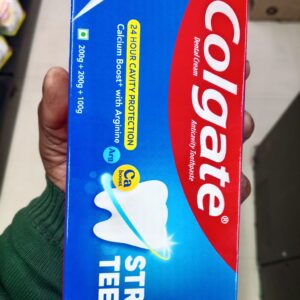 Colgate®
Dental Cream
Anticavity Toothpaste
24 HOUR CAVITY PROTECTION
Calcium Boost+ with Arginine
200g + 200g + 100g
Arg
Ca
Boost
STR
TEE